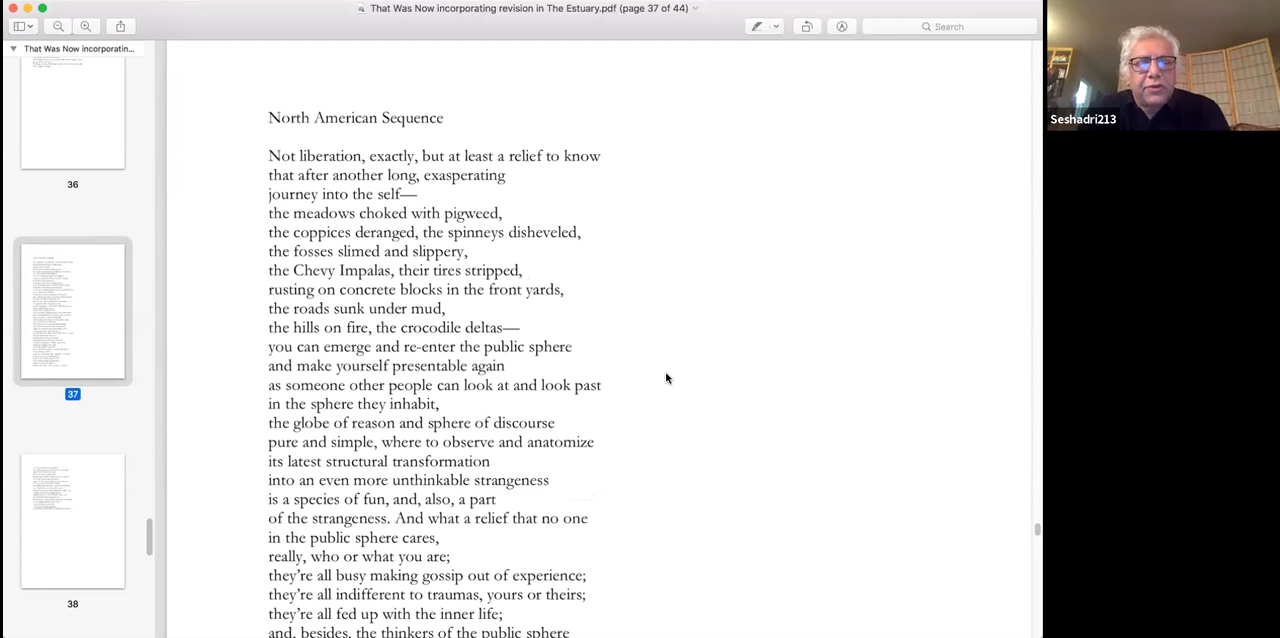 That Was Now incorporating revision in The Estuary.pdf (page 37 of 44)
Search
That Was Now incorporatin...
36
37
38
North American Sequence
Not liberation, exactly, but at least a relief to know
that after another long, exasperating
journey into the self—
the meadows choked with pigweed,
the coppices deranged, the spinneys disheveled,
the fosses slimed and slippery,
the Chevy Impalas, their tires stripped,
rusting on concrete blocks in the front yards,
the roads sunk under mud,
the hills on fire, the crocodile deltas—
you can emerge and re-enter the public sphere
and make yourself presentable again
as someone other people can look at and look past
in the sphere they inhabit,
the globe of reason and sphere of discourse
pure and simple, where to observe and anatomize
its latest structural transformation
into an even more unthinkable strangeness
is a species of fun, and, also, a part
of the strangeness. And what a relief that no one
in the public sphere cares,
really, who or what you are;
they’re all busy making gossip out of experience;
they’re all indifferent to traumas, yours or theirs;
they’re all fed up with the inner life;
and, besides, the thinkers of the public sphere
Seshadri213